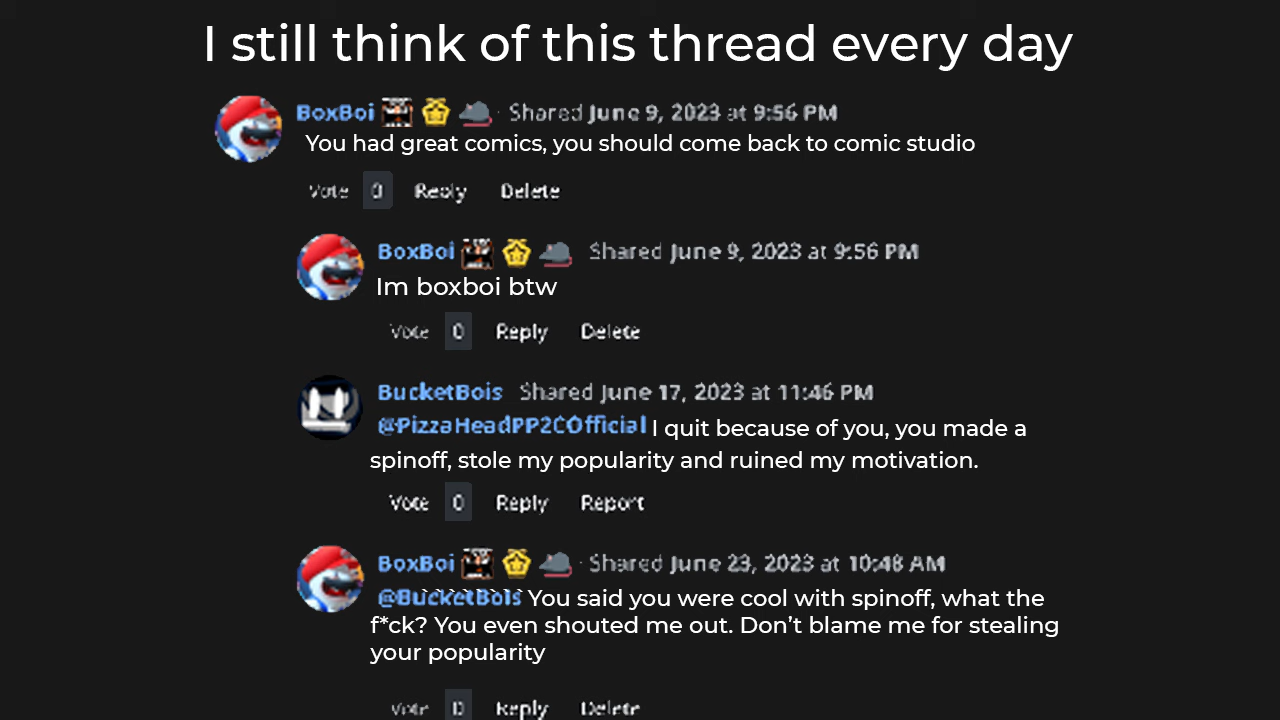 I still think of this thread every day
BoxBoi · Shared June 9, 2023 at 9:56 PM
You had great comics, you should come back to comic studio
Vote 0 Reply Delete
BoxBoi Shared June 9, 2023 at 9:56 PM
Im boxboi btw
Vote 0 Reply Delete
BucketBois Shared June 17, 2023 at 11:46 PM
@PizzaHeadPP2COfficial I quit because of you, you made a
spinoff, stole my popularity and ruined my motivation.
Vote 0 Reply Report
BoxBoi · Shared June 23, 2023 at 10:48 AM
@BucketBois You said you were cool with spinoff, what the
f*ck? You even shouted me out. Don’t blame me for stealing
your popularity
Vote 0 Reply Delete